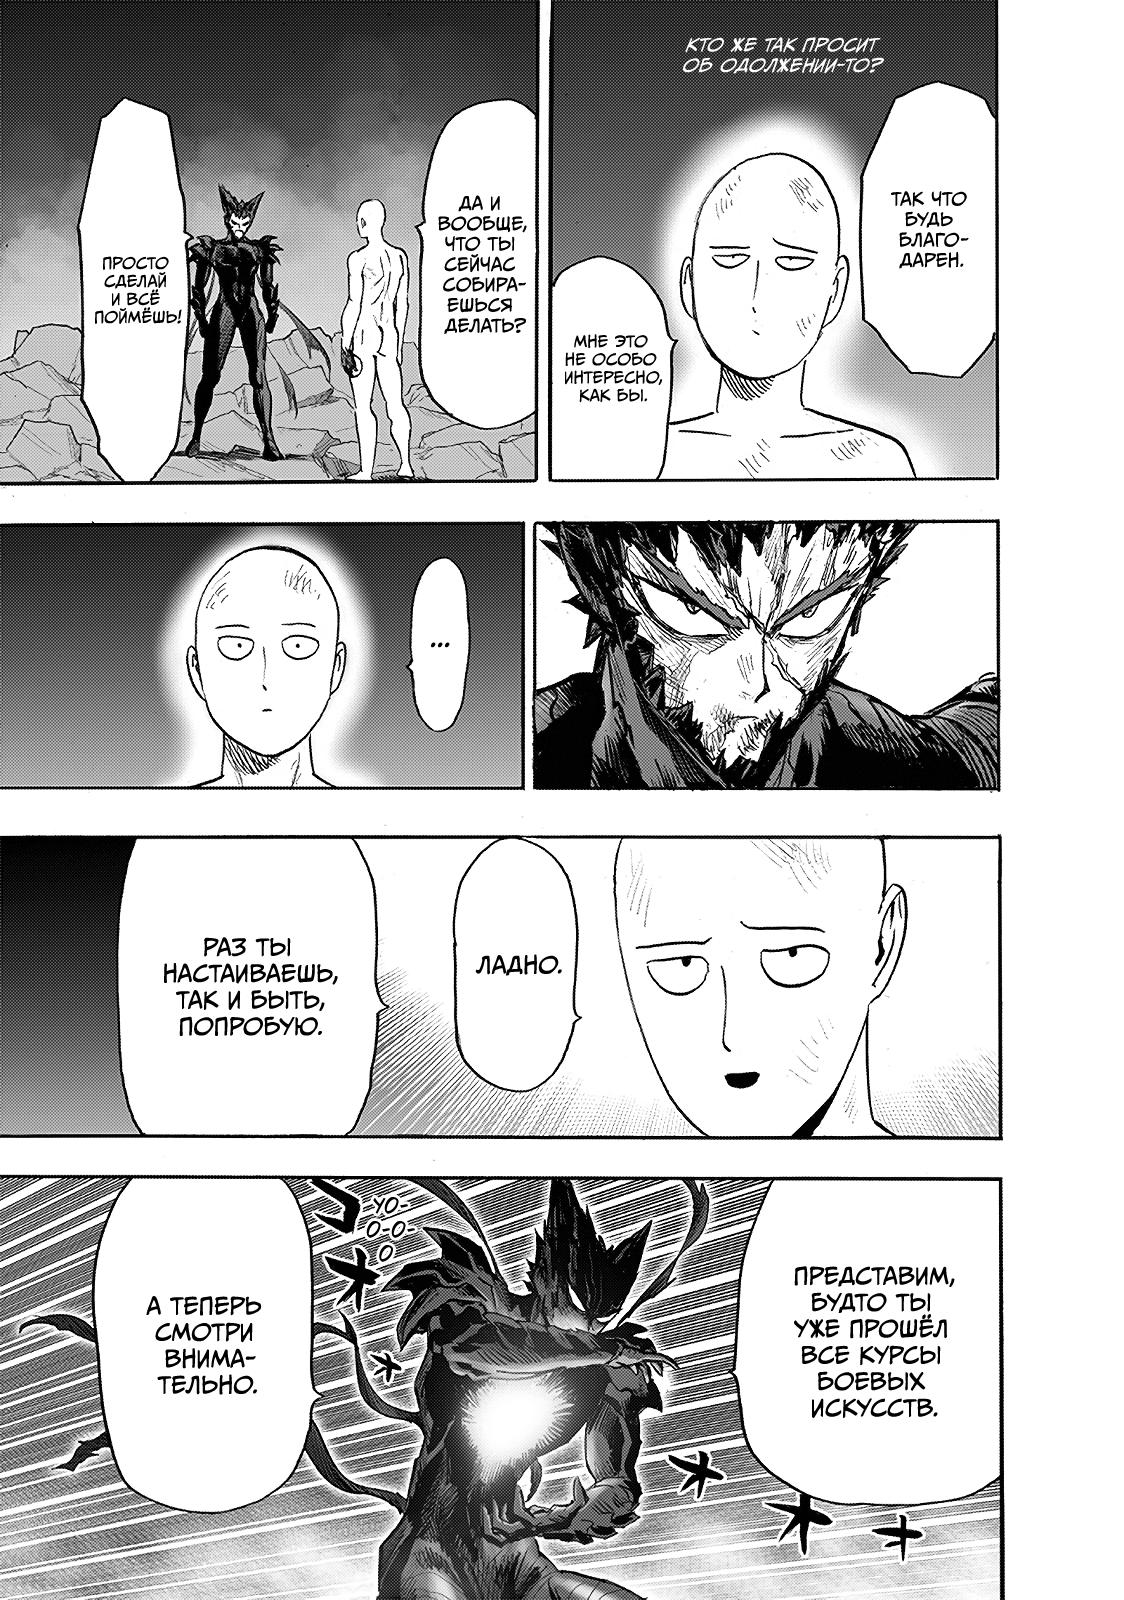 КТО ЖЕ ТАК ПРОСИТ
ОБ ОДОЛЖЕНИИ-ТО?
ТАК ЧТО
БУДЬ
БЛАГО-
ДАРЕН.
МНЕ ЭТО
НЕ ОСОБО
ИНТЕРЕСНО,
КАК БЫ.
ДА И
ВООБЩЕ,
ЧТО ТЫ
СЕЙЧАС
СОБИРА-
ЕШЬСЯ
ДЕЛАТЬ?
ПРОСТО
СДЕЛАЙ
И ВСЁ
ПОЙМЁШЬ!
...
ЛАДНО.
РАЗ ТЫ
НАСТАИВАЕШЬ,
ТАК И БЫТЬ,
ПОПРОБУЮ.
ПРЕДСТАВИМ,
БУДТО ТЫ
УЖЕ ПРОШЁЛ
ВСЕ КУРСЫ
БОЕВЫХ
ИСКУССТВ.
УО-
О-О-
О
А ТЕПЕРЬ
СМОТРИ
ВНИМА-
ТЕЛЬНО.